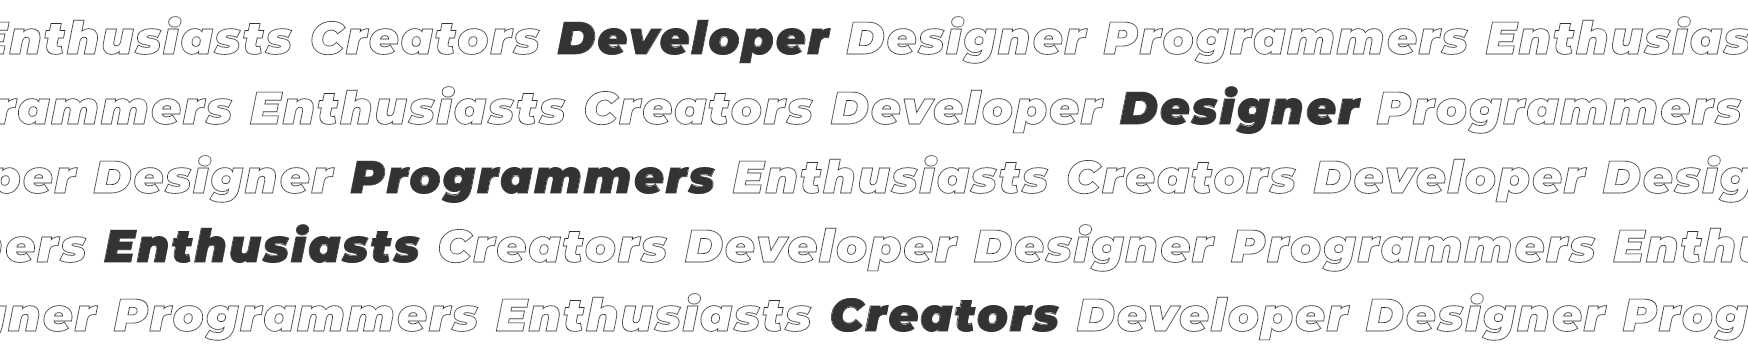 Enthusiasts Creators Developer Designer Programmers Enthusias
rammers Enthusiasts Creators Developer Designer Programmers
per Designer Programmers Enthusiasts Creators Developer Desig
ers Enthusiasts Creators Developer Designer Programmers Enthu
gner Programmers Enthusiasts Creators Developer Designer Prog